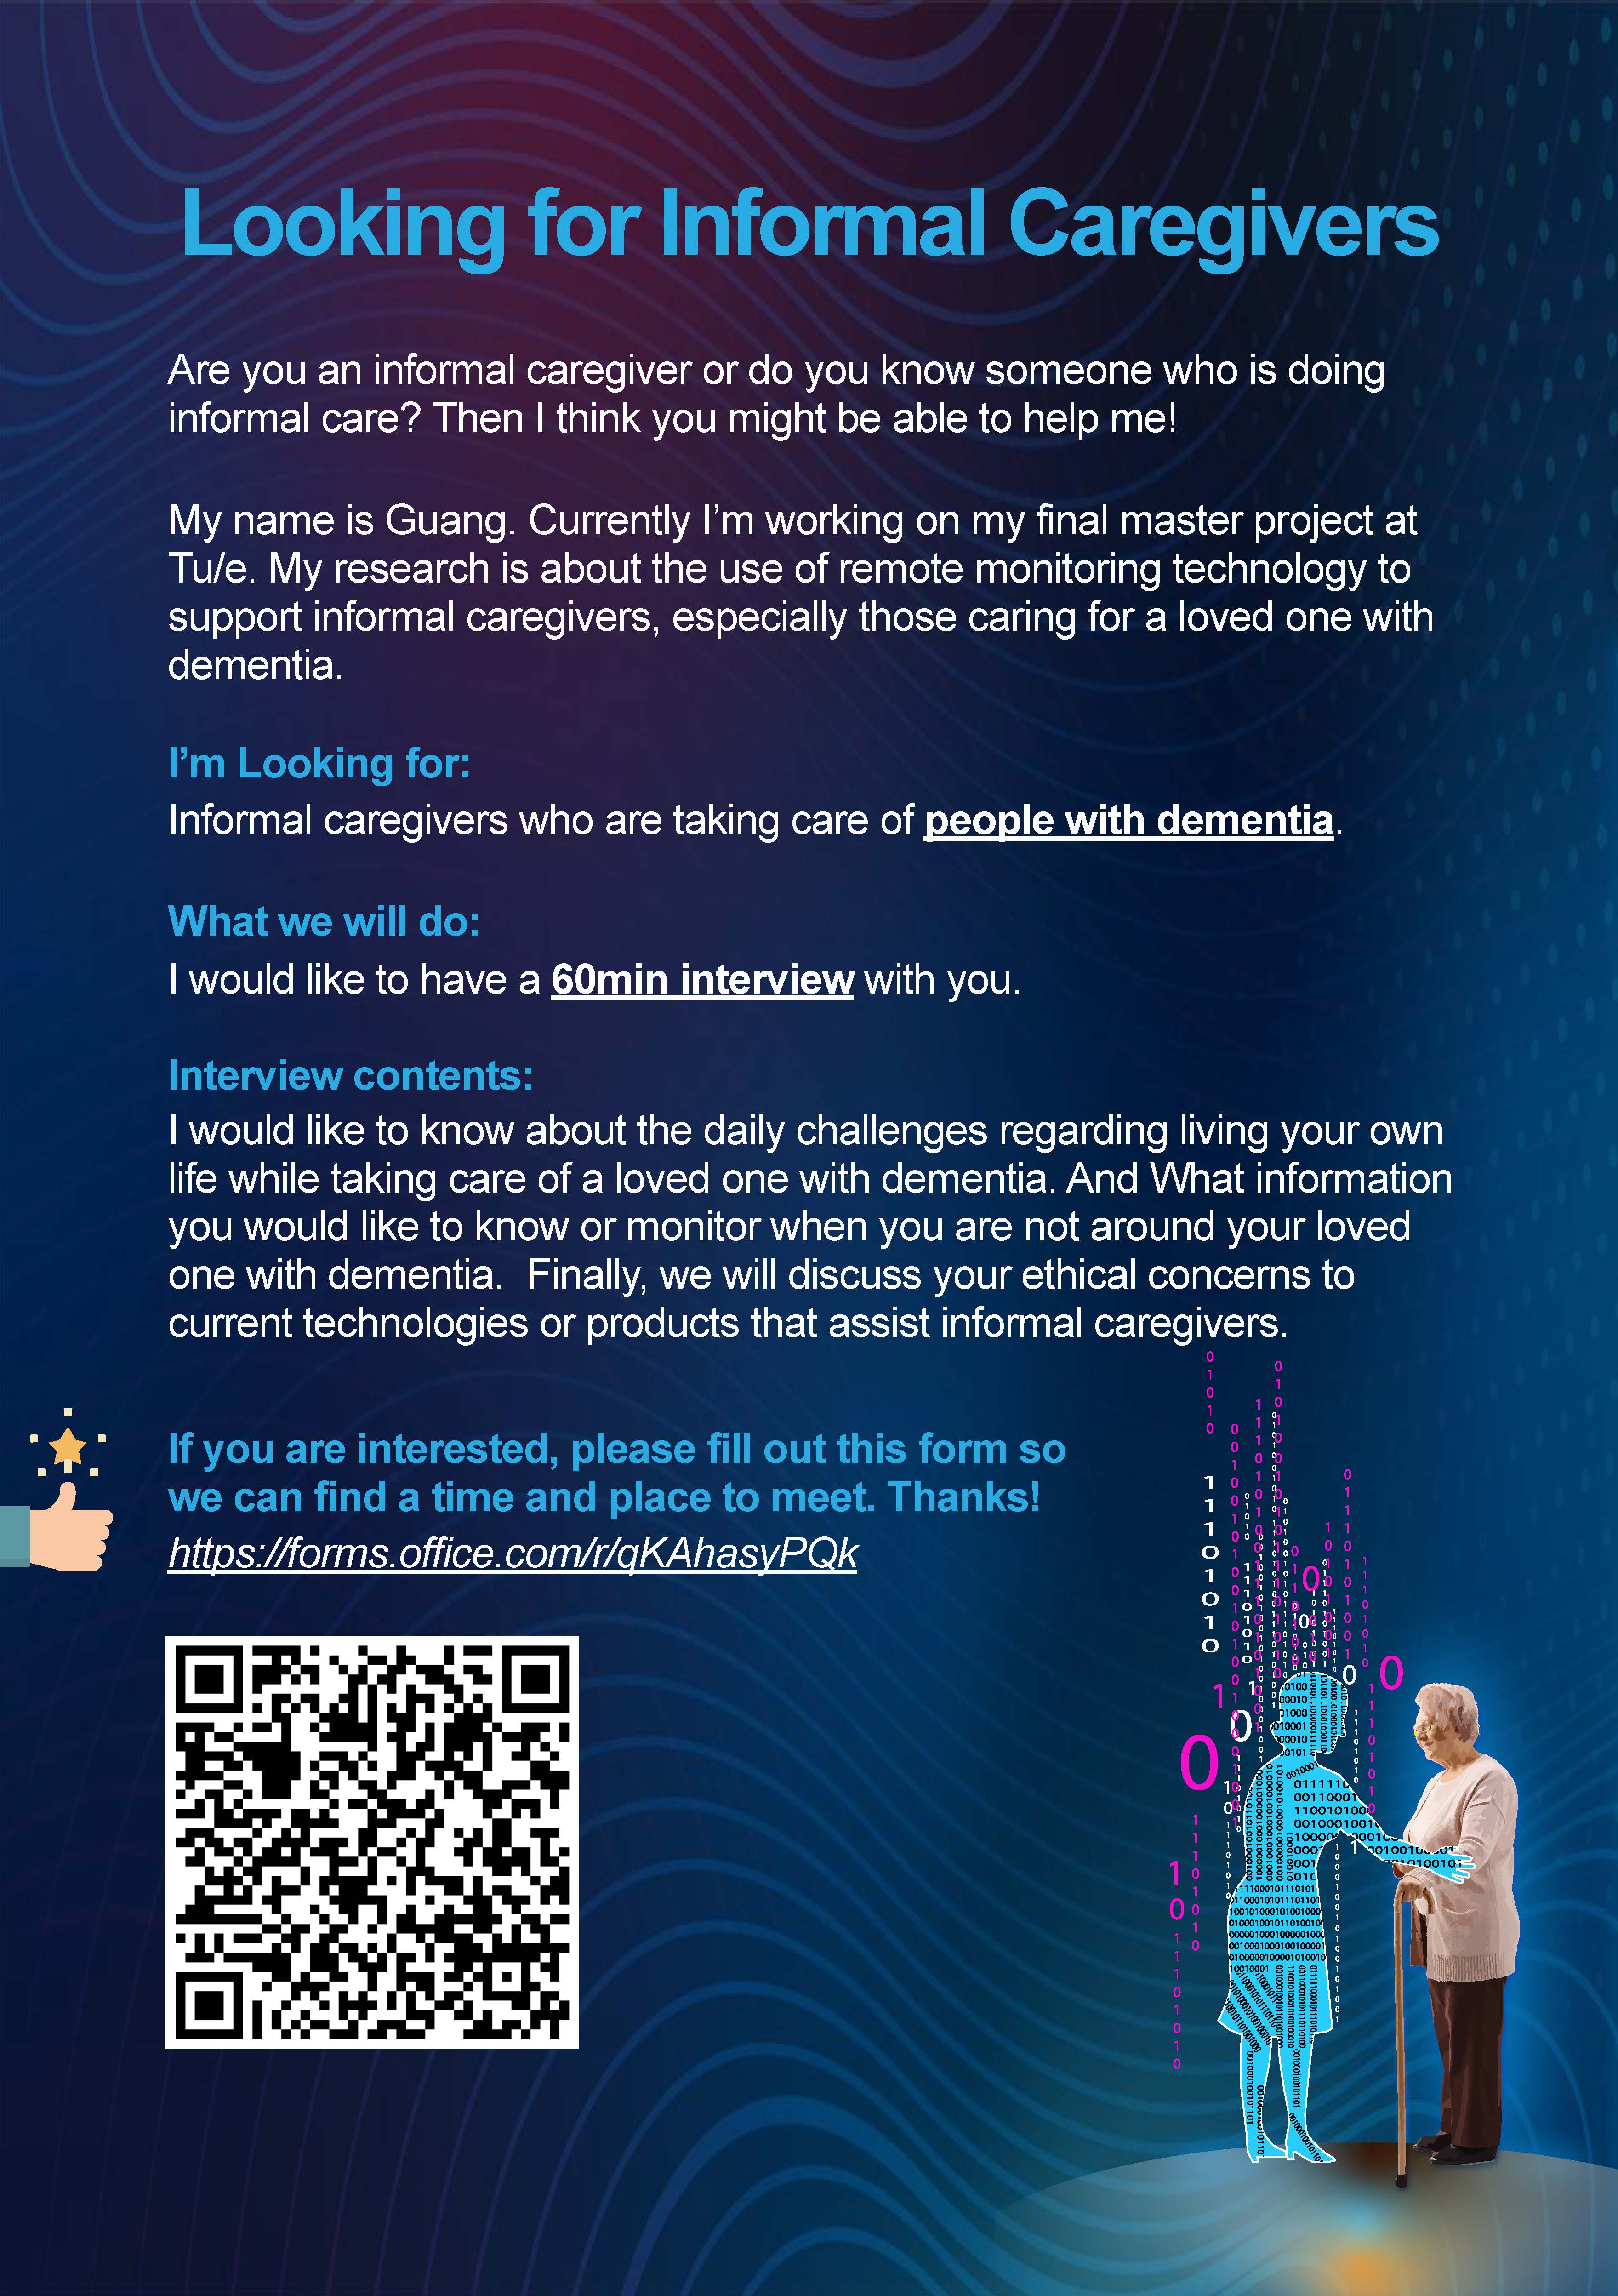 Looking for Informal Caregivers
Are you an informal caregiver or do you know someone who is doing
informal care? Then I think you might be able to help me!
My name is Guang. Currently I’m working on my final master project at
Tu/e. My research is about the use of remote monitoring technology to
support informal caregivers, especially those caring for a loved one with
dementia.
I’m Looking for:
Informal caregivers who are taking care of people with dementia.
What we will do:
I would like to have a 60min interview with you.
Interview contents:
I would like to know about the daily challenges regarding living your own
life while taking care of a loved one with dementia. And What information
you would like to know or monitor when you are not around your loved
one with dementia.  Finally, we will discuss your ethical concerns to
current technologies or products that assist informal caregivers.
If you are interested, please fill out this form so
we can find a time and place to meet. Thanks!
https://forms.office.com/r/qKAhasyPQk